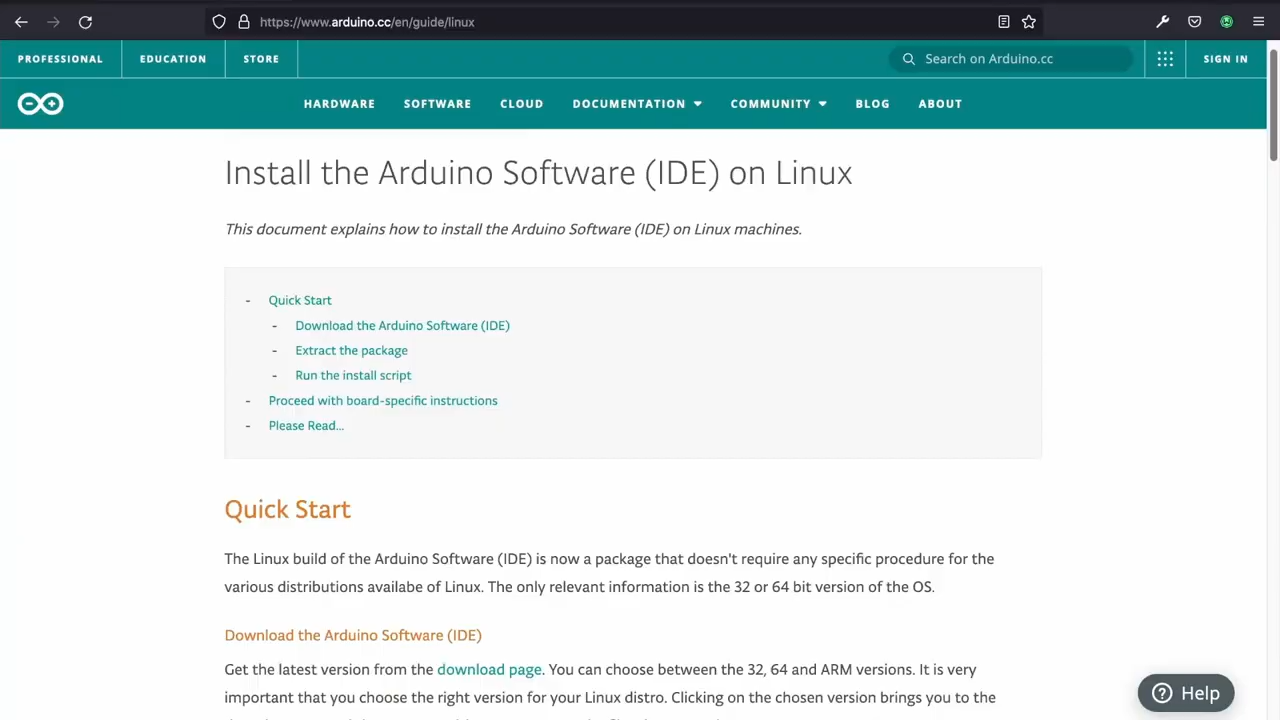 https://www.arduino.cc/en/guide/linux
PROFESSIONAL EDUCATION STORE Search on Arduino.cc SIGN IN
HARDWARE SOFTWARE CLOUD DOCUMENTATION COMMUNITY BLOG ABOUT
Install the Arduino Software (IDE) on Linux
This document explains how to install the Arduino Software (IDE) on Linux machines.
- Quick Start
- Download the Arduino Software (IDE)
- Extract the package
- Run the install script
- Proceed with board-specific instructions
- Please Read...
Quick Start
The Linux build of the Arduino Software (IDE) is now a package that doesn't require any specific procedure for the
various distributions availabe of Linux. The only relevant information is the 32 or 64 bit version of the OS.
Download the Arduino Software (IDE)
Get the latest version from the download page. You can choose between the 32, 64 and ARM versions. It is very
important that you choose the right version for your Linux distro. Clicking on the chosen version brings you to the
Help